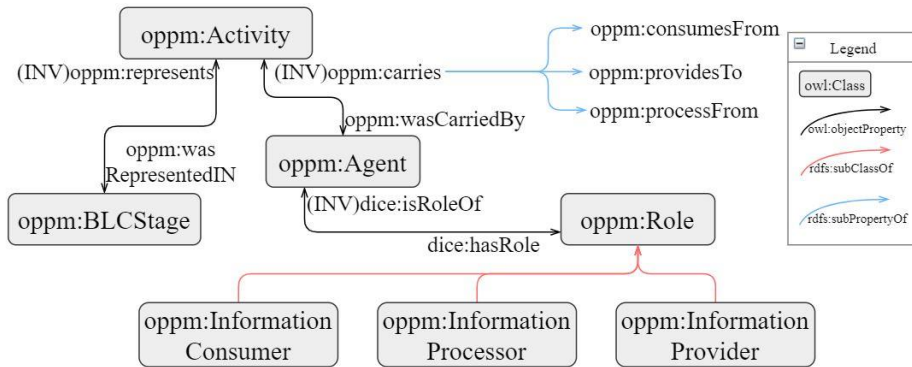 oppm:Activity
oppm:consumesFrom
Legend
(INV)oppm:represents
(INV)oppm:carries
oppm:providesTo
owl:Class
oppm:processFrom
oppm:wasCarriedBy
owl:objectProperty
oppm:was
RepresentedIN
oppm:Agent
rdfs:subClassOf
(INV)dice:isRoleOf
oppm:BLCStage
oppm:Role
rdfs:subPropertyOf
dice:hasRole
oppm:Information
Consumer
oppm:Information
Processor
oppm:Information
Provider